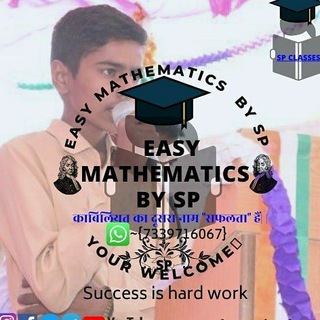 SP CLASSES
EASY MATHEMATICS BY SP
EASY
MATHEMATICS
BY SP
काबिलियत का दुसरा नाम "सफलता" हैं
~{7339716067}
SP
YOUR WELCOME
Success is hard work